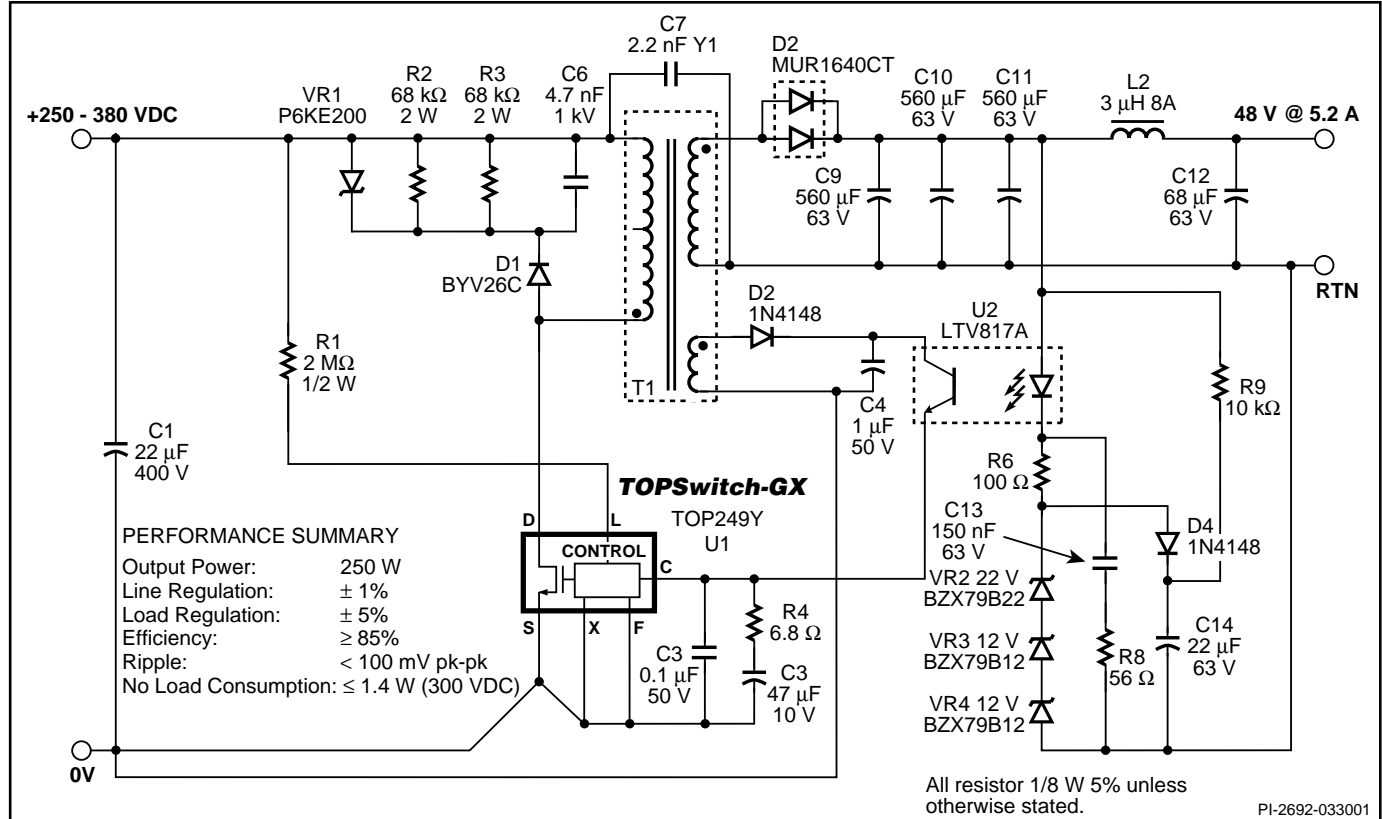 C7
2.2 nF Y1
D2
MUR1640CT
VR1
P6KE200
R2
68 kΩ
2 W
R3
68 kΩ
2 W
C6
4.7 nF
1 kV
C10
560 µF
63 V
C11
560 µF
63 V
L2
3 µH 8A
+250 - 380 VDC
48 V @ 5.2 A
C9
560 µF
63 V
C12
68 µF
63 V
D1
BYV26C
RTN
D2
1N4148
U2
LTV817A
R1
2 MΩ
1/2 W
T1
C4
1 µF
50 V
R9
10 kΩ
C1
22 µF
400 V
R6
100 Ω
TOPSwitch-GX
TOP249Y
U1
C13
150 nF
63 V
D4
1N4148
D
L
CONTROL
C
S
X
F
PERFORMANCE SUMMARY
Output Power: 250 W
Line Regulation: ± 1%
Load Regulation: ± 5%
Efficiency: ≥ 85%
Ripple: < 100 mV pk-pk
No Load Consumption: ≤ 1.4 W (300 VDC)
R4
6.8 Ω
C3
0.1 µF
50 V
C3
47 µF
10 V
VR2 22 V
BZX79B22
VR3 12 V
BZX79B12
VR4 12 V
BZX79B12
R8
56 Ω
C14
22 µF
63 V
0V
All resistor 1/8 W 5% unless
otherwise stated.
PI-2692-033001